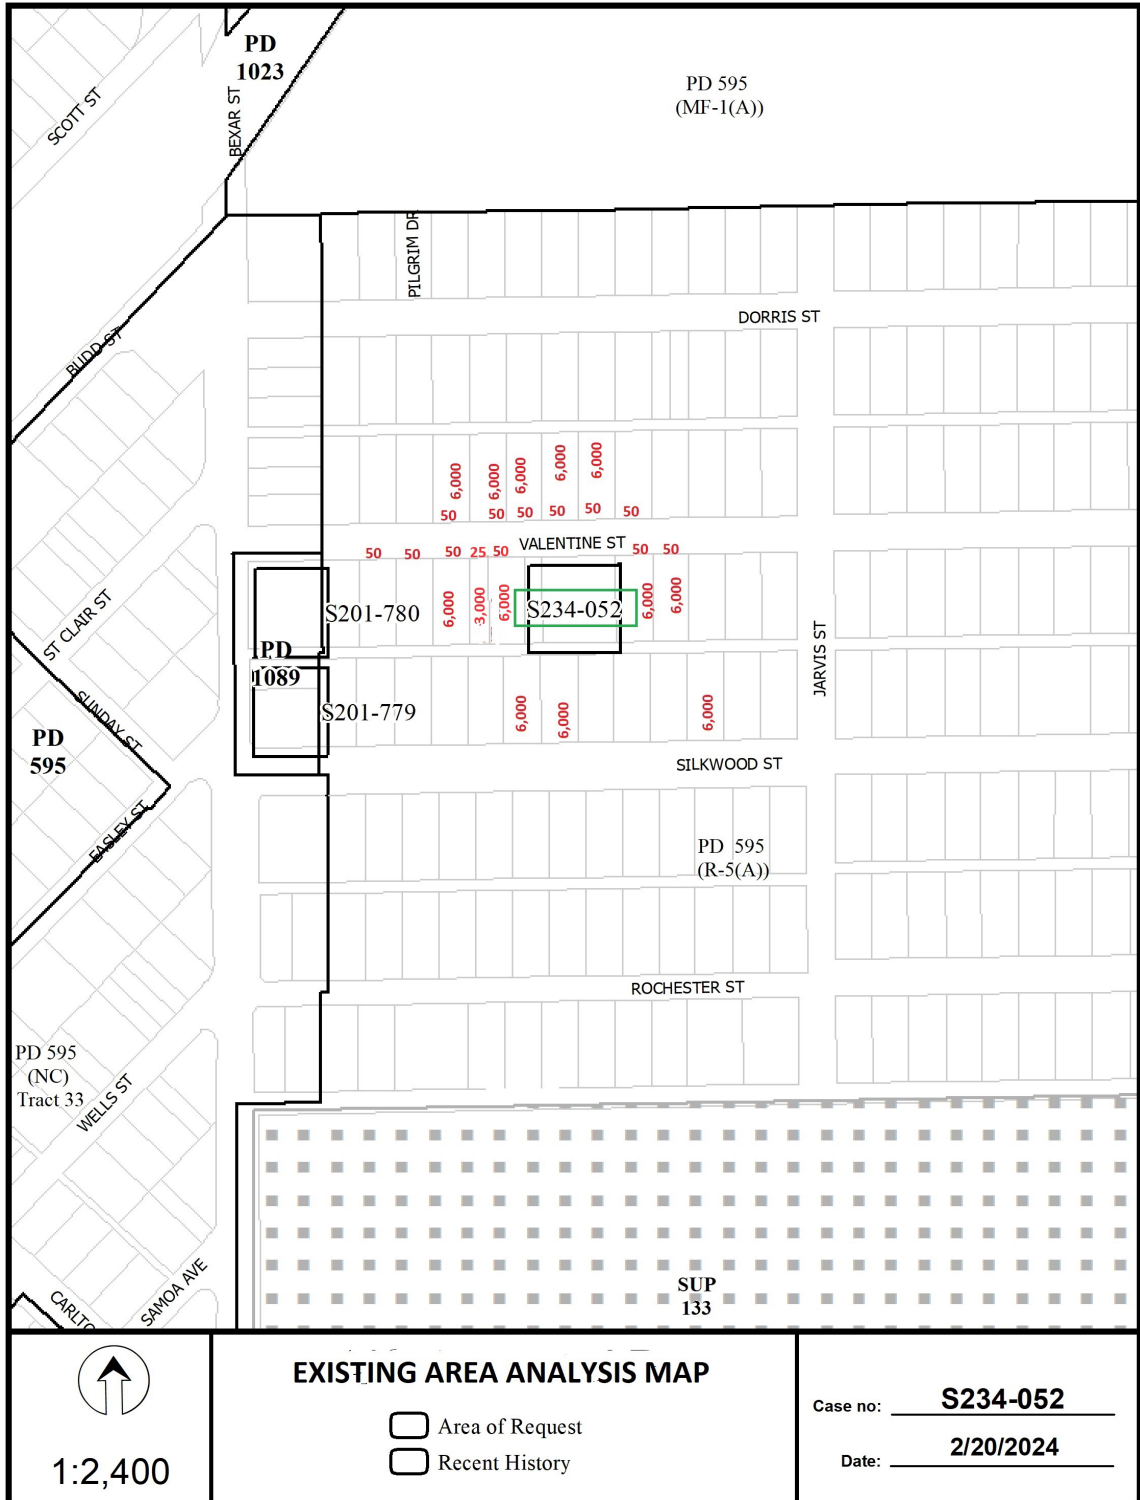 PD
1023
SCOTT ST
BEXAR ST
PD 595
(MF-1(A))
PILGRIM DR
DORRIS ST
BUDD ST
6,000
6,000
6,000
6,000
6,000
50
50
50
50
50
50
VALENTINE ST
50
50
50
25
50
50
50
6,000
3,000
6,000
S234-052
6,000
6,000
S201-780
ST CLAIR ST
PD
1089
JARVIS ST
SUNDAY ST
S201-779
6,000
6,000
6,000
PD
595
SILKWOOD ST
EASLEY ST
PD 595
(R-5(A))
ROCHESTER ST
PD 595
(NC)
Tract 33
WELLS ST
SAMOA AVE
CARLTO
SUP
133
1:2,400
EXISTING AREA ANALYSIS MAP
Area of Request
Recent History
Case no: S234-052
Date: 2/20/2024